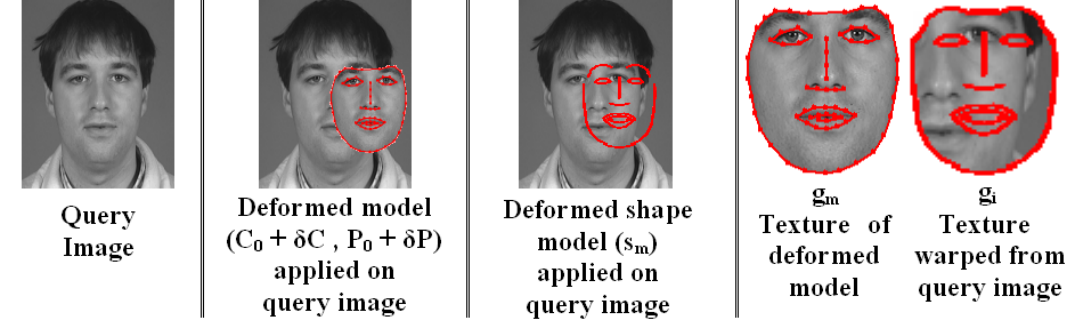 Query
Image
Deformed model
(C₀ + δC , P₀ + δP)
applied on
query image
Deformed shape
model (sₘ)
applied on
query image
gₘ
Texture of
deformed
model
gᵢ
Texture
warped from
query image